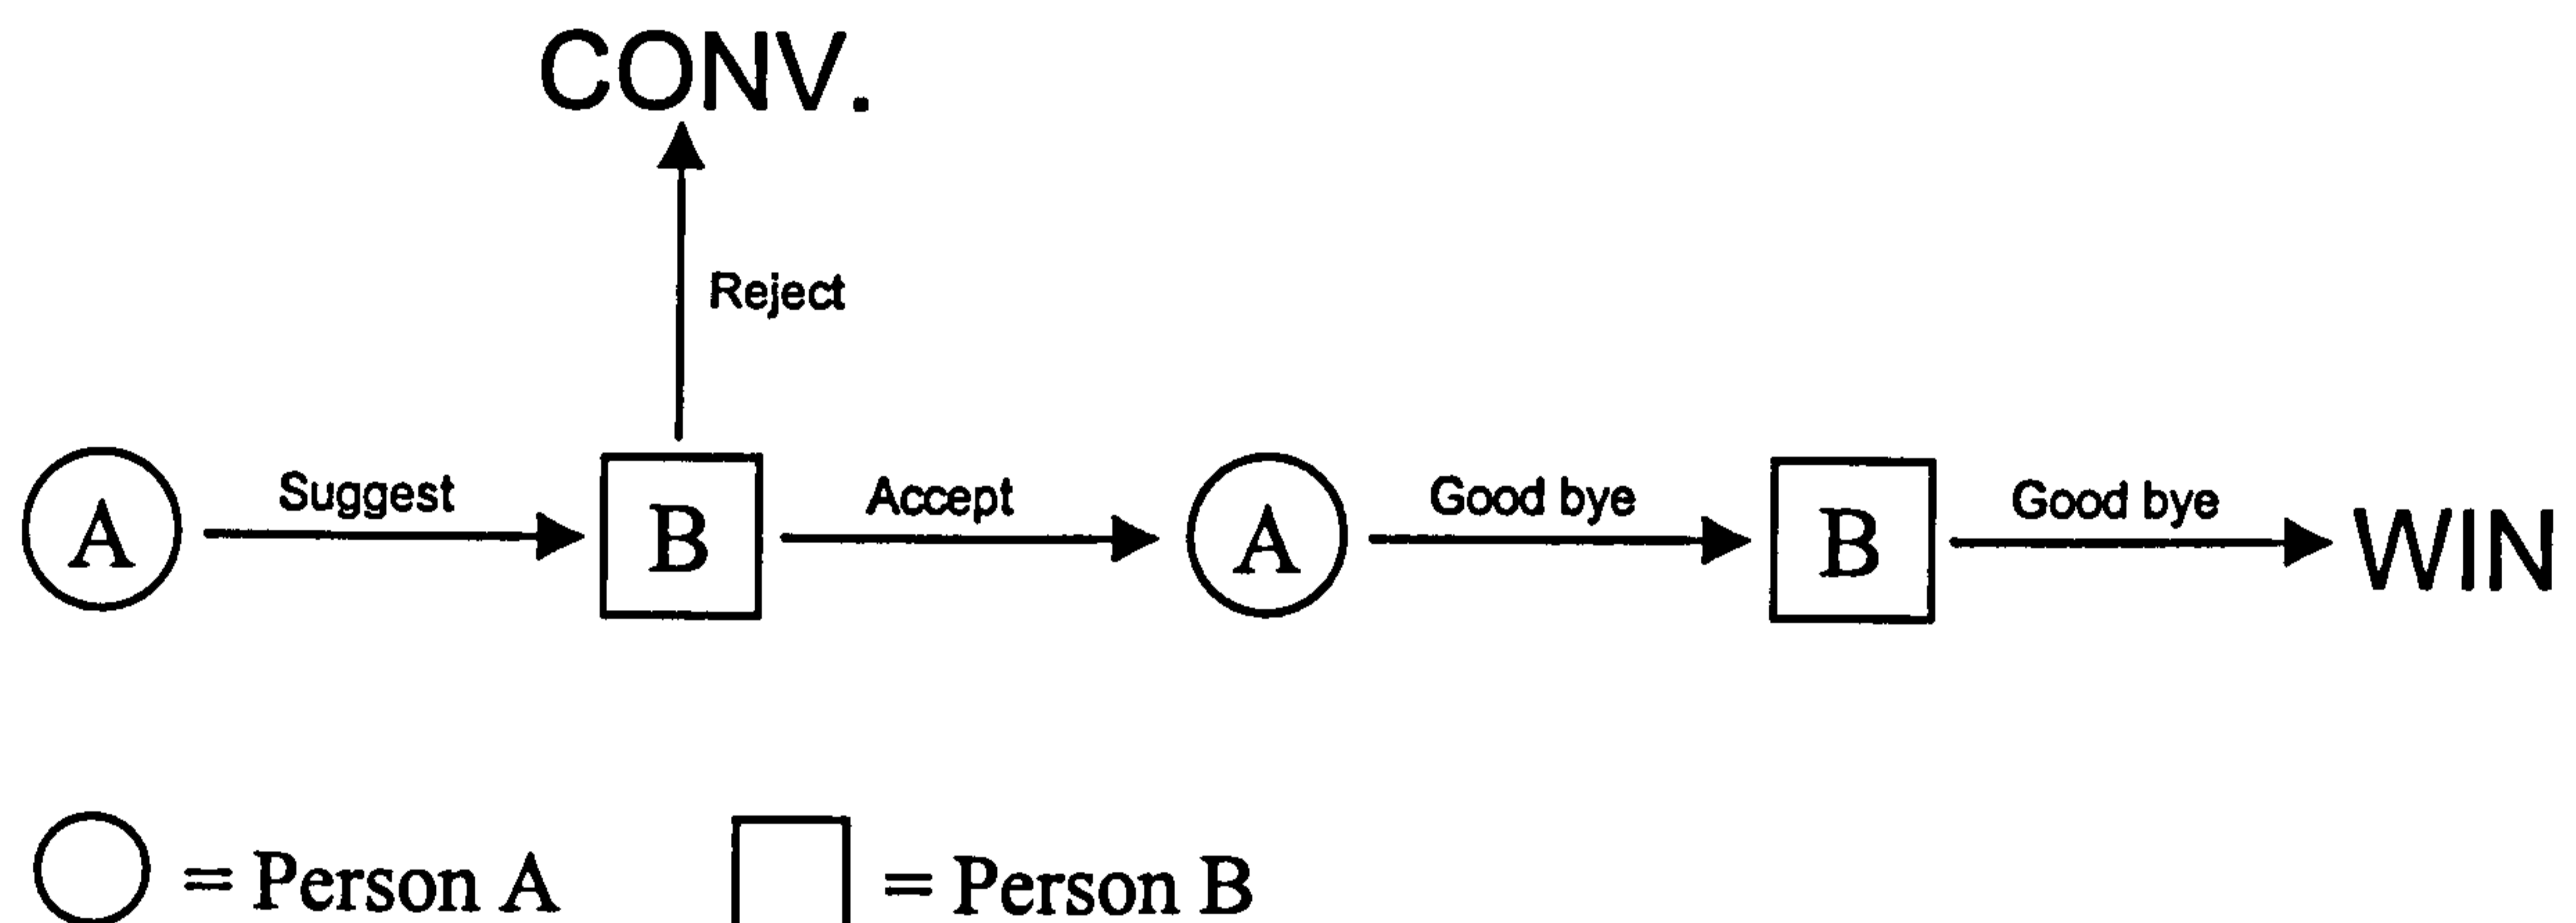 CONV.
Reject
A Suggest B Accept A Good bye B Good bye WIN
= Person A = Person B